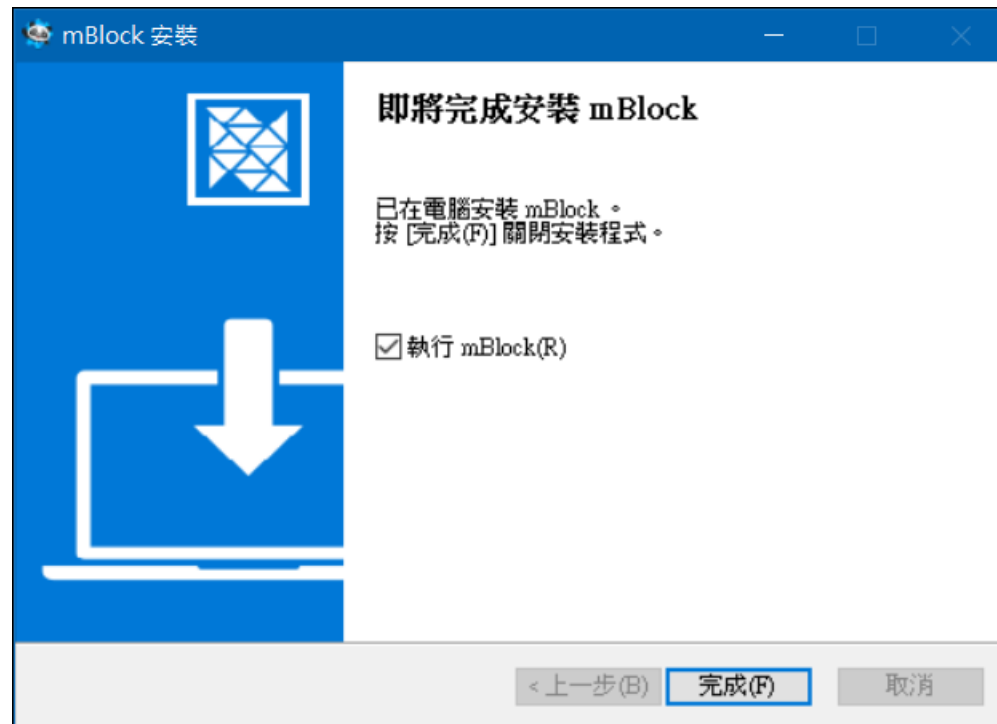 mBlock 安裝
即將完成安裝 mBlock
已在電腦安裝 mBlock。
按 [完成(F)] 關閉安裝程式。
執行 mBlock(R)
< 上一步(B)
完成(F)
取消